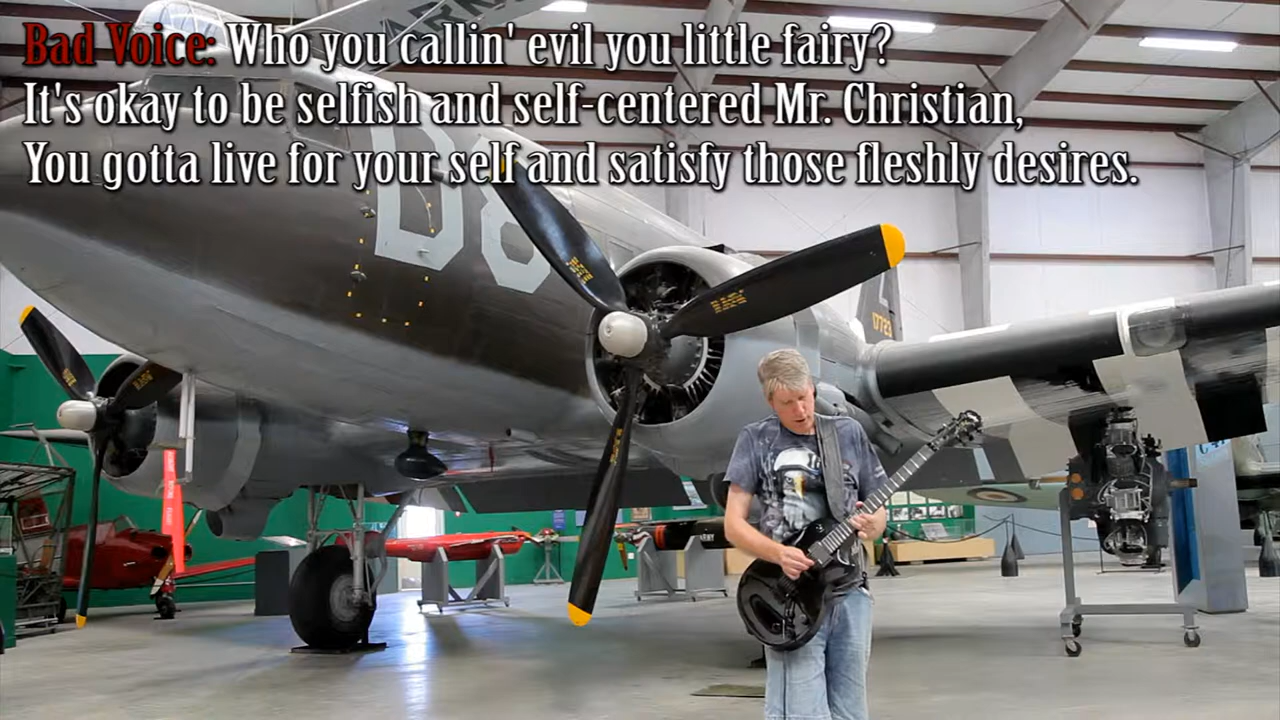 Bad Voice: Who you callin' evil you little fairy?
It's okay to be selfish and self-centered Mr. Christian,
You gotta live for your self and satisfy those fleshly desires.
D8